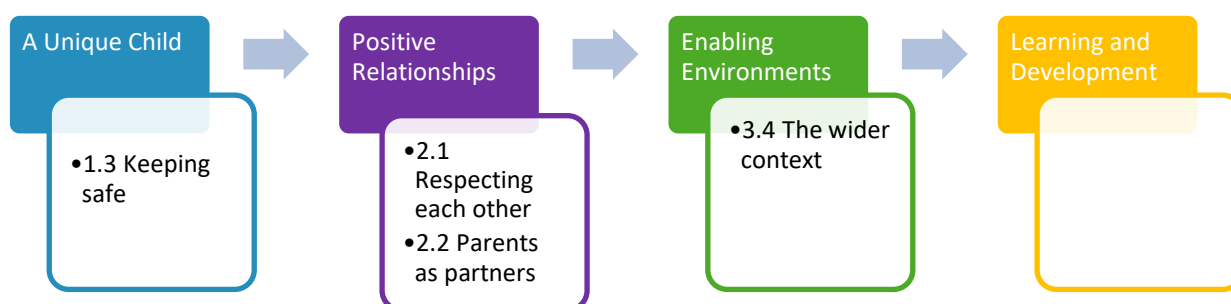 A Unique Child
•1.3 Keeping
safe
Positive
Relationships
•2.1
Respecting
each other
•2.2 Parents
as partners
Enabling
Environments
•3.4 The wider
context
Learning and
Development